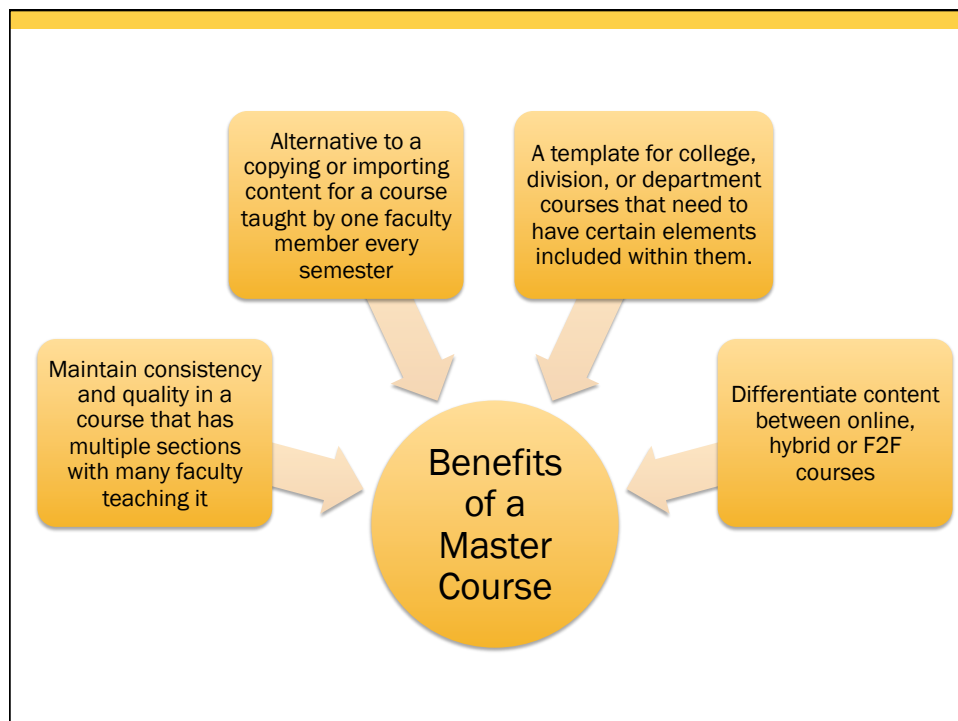 Alternative to a
copying or importing
content for a course
taught by one faculty
member every
semester
A template for college,
division, or department
courses that need to
have certain elements
included within them.
Maintain consistency
and quality in a
course that has
multiple sections
with many faculty
teaching it
Differentiate content
between online,
hybrid or F2F
courses
Benefits
of a
Master
Course